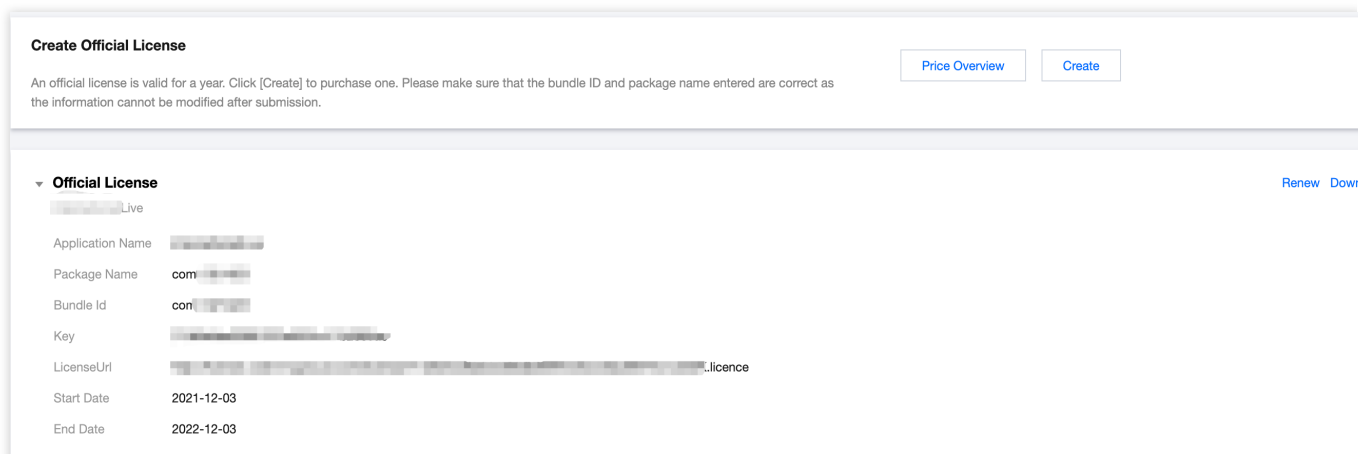 Create Official License
Price Overview
Create
An official license is valid for a year. Click [Create] to purchase one. Please make sure that the bundle ID and package name entered are correct as
the information cannot be modified after submission.
Official License
Renew
Live
Application Name
Package Name com
Bundle Id com
Key
LicenseUrl .licence
Start Date 2021-12-03
End Date 2022-12-03